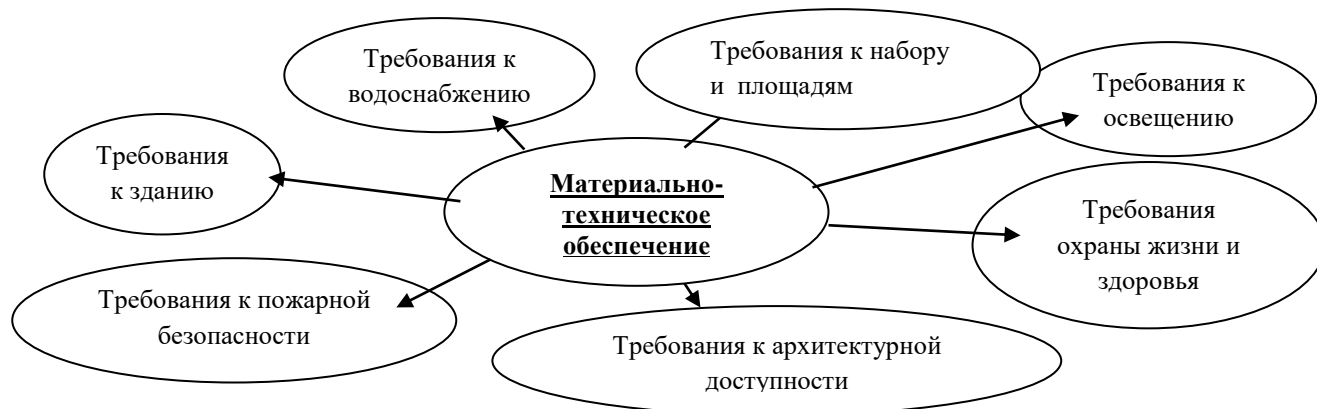 Требования к
водоснабжению
Требования к набору
и площадям
Требования к
освещению
Требования
к зданию
Материально-
техническое
обеспечение
Требования
охраны жизни и
здоровья
Требования к пожарной
безопасности
Требования к архитектурной
доступности